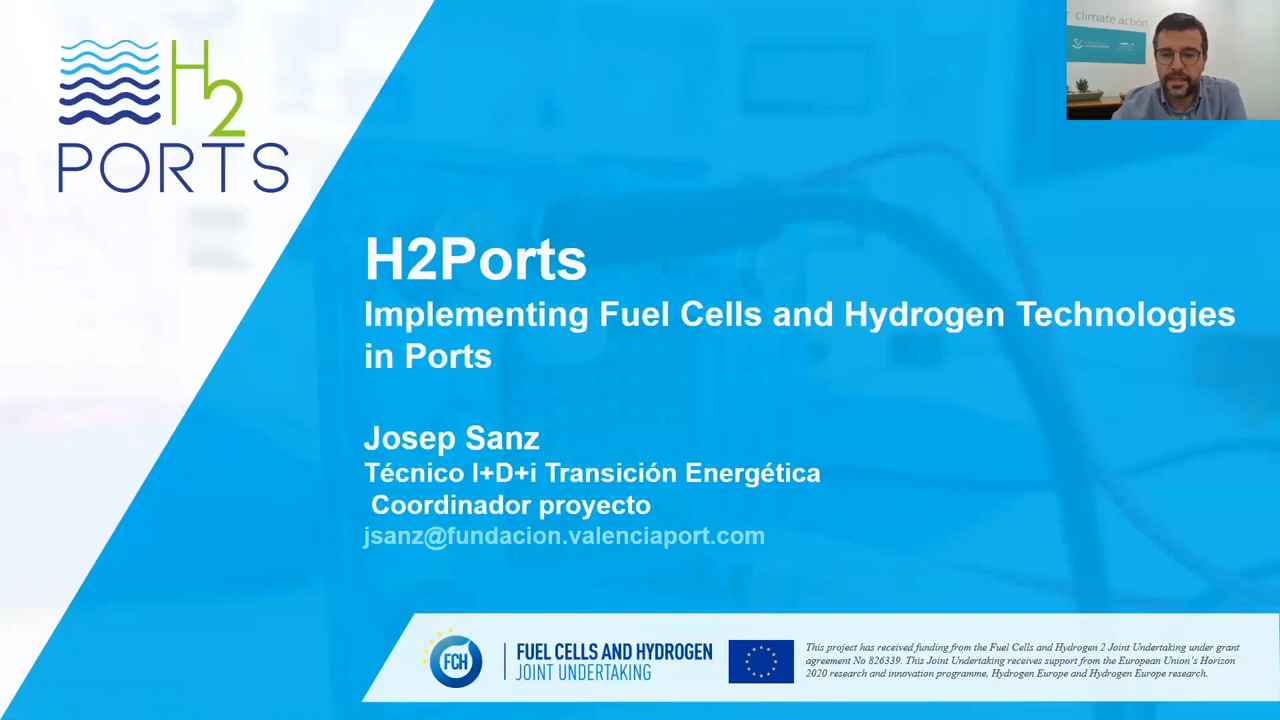 H2
PORTS
climate action
H2Ports
Implementing Fuel Cells and Hydrogen Technologies
in Ports
Josep Sanz
Técnico I+D+i Transición Energética
Coordinador proyecto
jsanz@fundacion.valenciaport.com
FCH
FUEL CELLS AND HYDROGEN
JOINT UNDERTAKING
This project has received funding from the Fuel Cells and Hydrogen 2 Joint Undertaking under grant
agreement No 826339. This Joint Undertaking receives support from the European Union's Horizon
2020 research and innovation programme, Hydrogen Europe and Hydrogen Europe research.